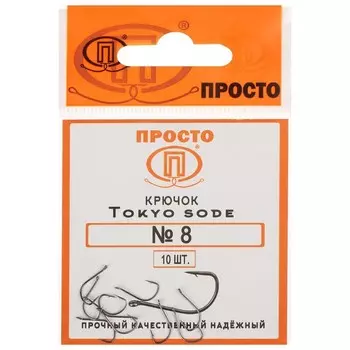 П
ПРОСТО
ПРОСТО
П
КРЮЧОК
TOKYO SODE
№ 8
10 ШТ.
ПРОЧНЫЙ КАЧЕСТВЕННЫЙ НАДЁЖНЫЙ